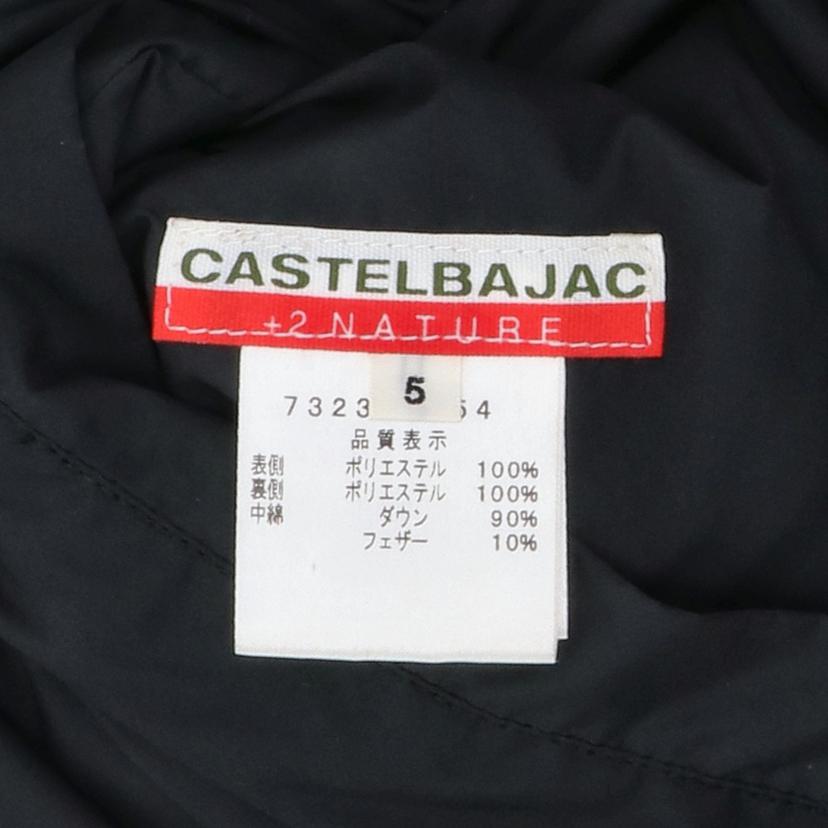 CASTELBAJAC
+2 NATURE
5
7323 54
品質表示
表側 ポリエステル 100%
裏側 ポリエステル 100%
中綿 ダウン 90%
フェザー 10%